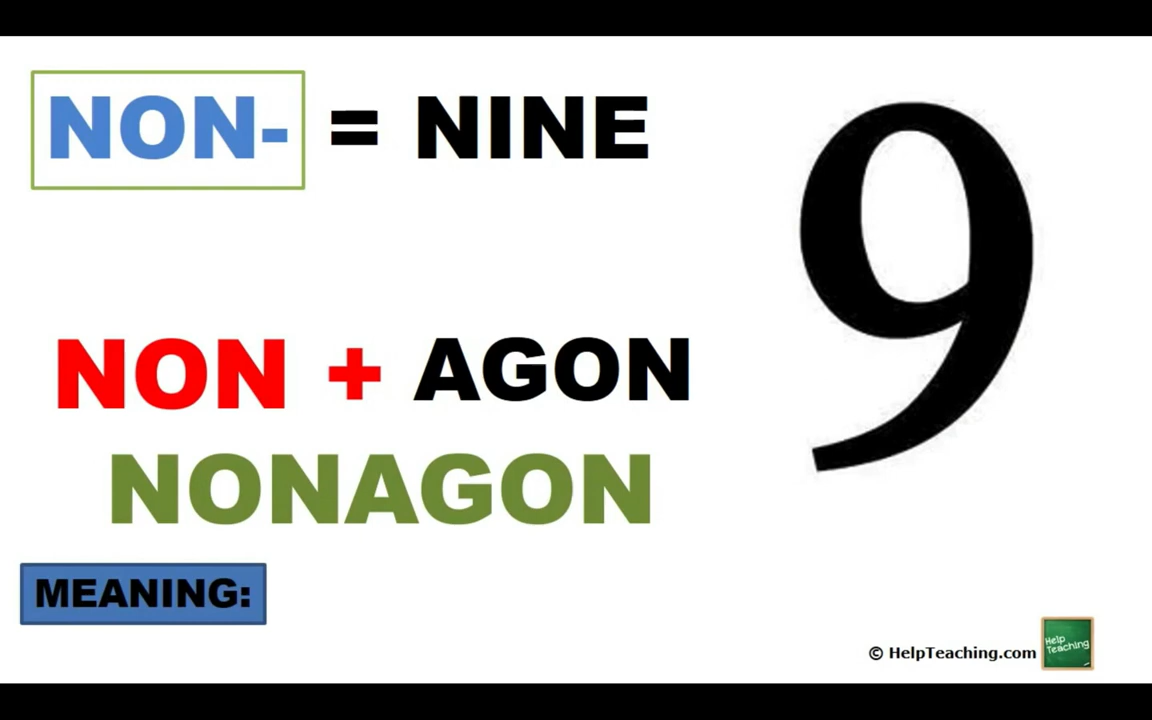 NON- = NINE
9
NON + AGON
NONAGON
MEANING:
© HelpTeaching.com
Help
Teaching